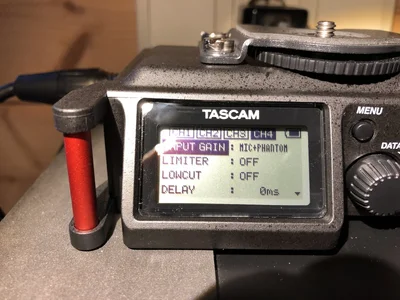 TASCAM
CH1 CH2 CH3 CH4
INPUT GAIN : MIC+PHANTOM
LIMITER : OFF
LOWCUT : OFF
DELAY : 0ms
MENU
DATA